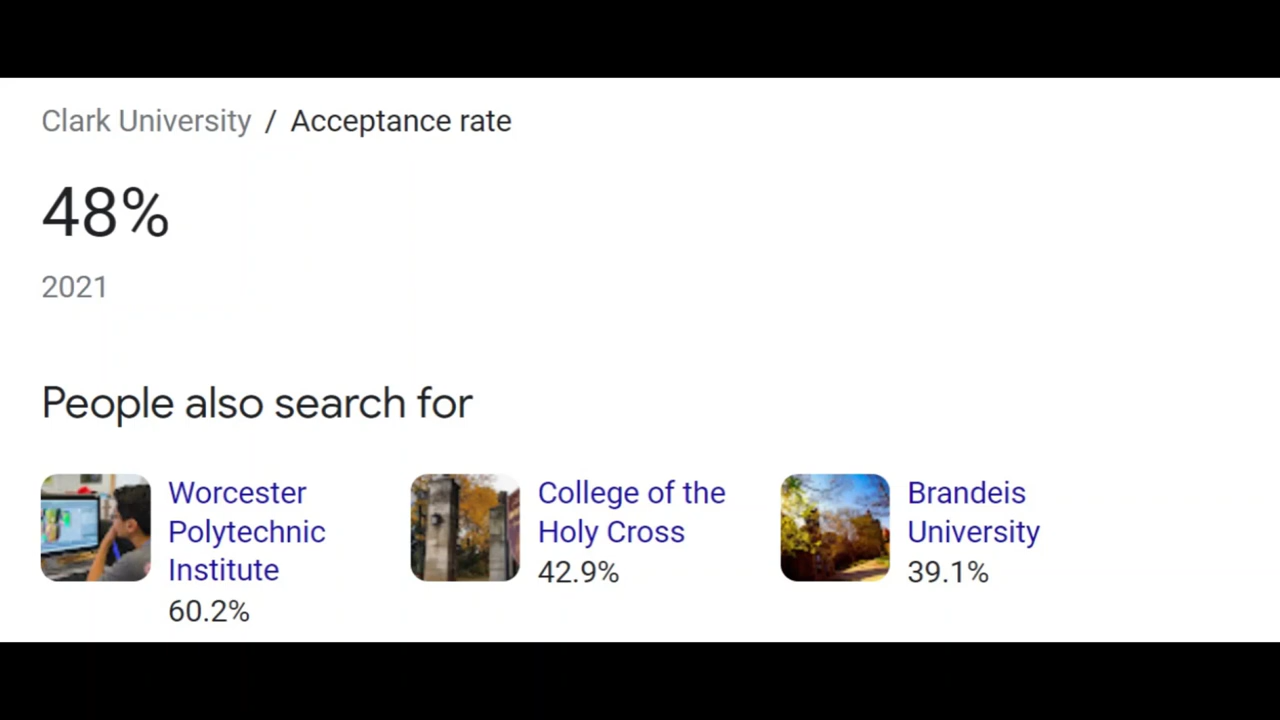 Clark University / Acceptance rate
48%
2021
People also search for
Worcester
Polytechnic
Institute
60.2%
College of the
Holy Cross
42.9%
Brandeis
University
39.1%